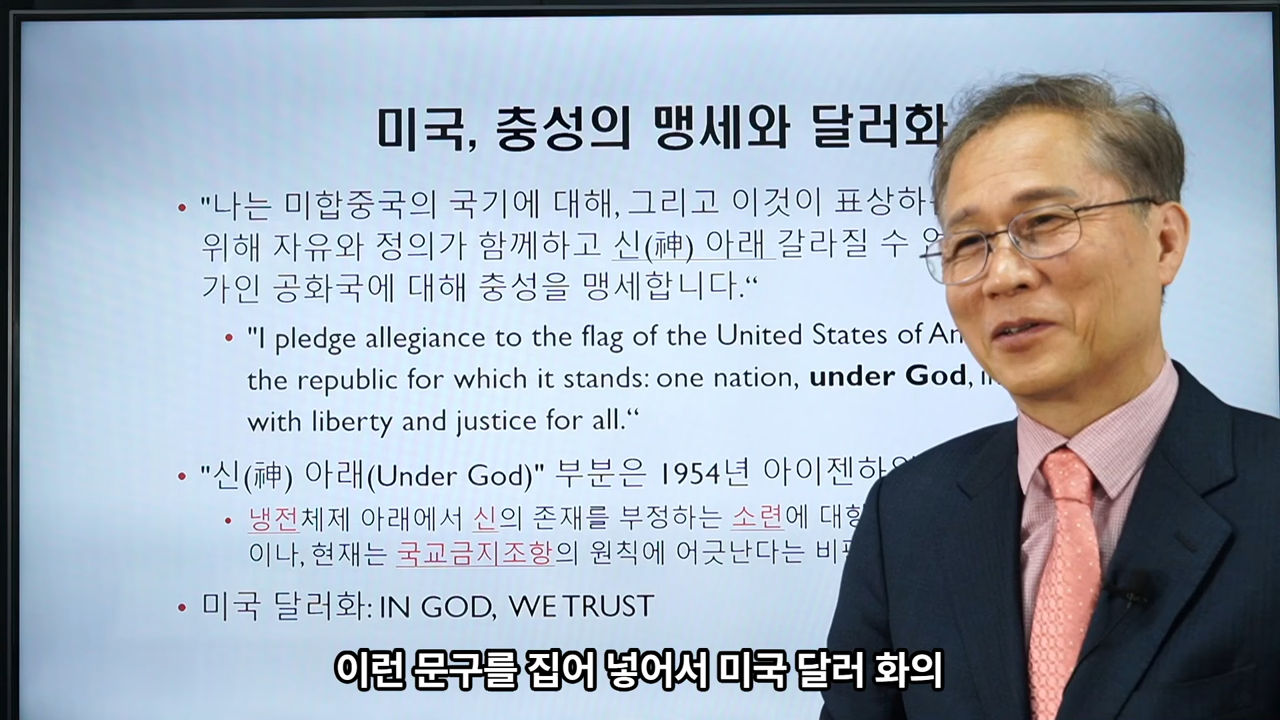 미국, 충성의 맹세와 달러화
• "나는 미합중국의 국기에 대해, 그리고 이것이 표상하
위해 자유와 정의가 함께하고 신(神) 아래 갈라질 수
가인 공화국에 대해 충성을 맹세합니다.“
• "I pledge allegiance to the flag of the United States of
the republic for which it stands: one nation, under God,
with liberty and justice for all.“
• "신(神) 아래(Under God)" 부분은 1954년 아이젠하
• 냉전체제 아래에서 신의 존재를 부정하는 소련에
이나, 현재는 국교금지조항의 원칙에 어긋난다는
• 미국 달러화: IN GOD, WE TRUST
이런 문구를 집어 넣어서 미국 달러 화의